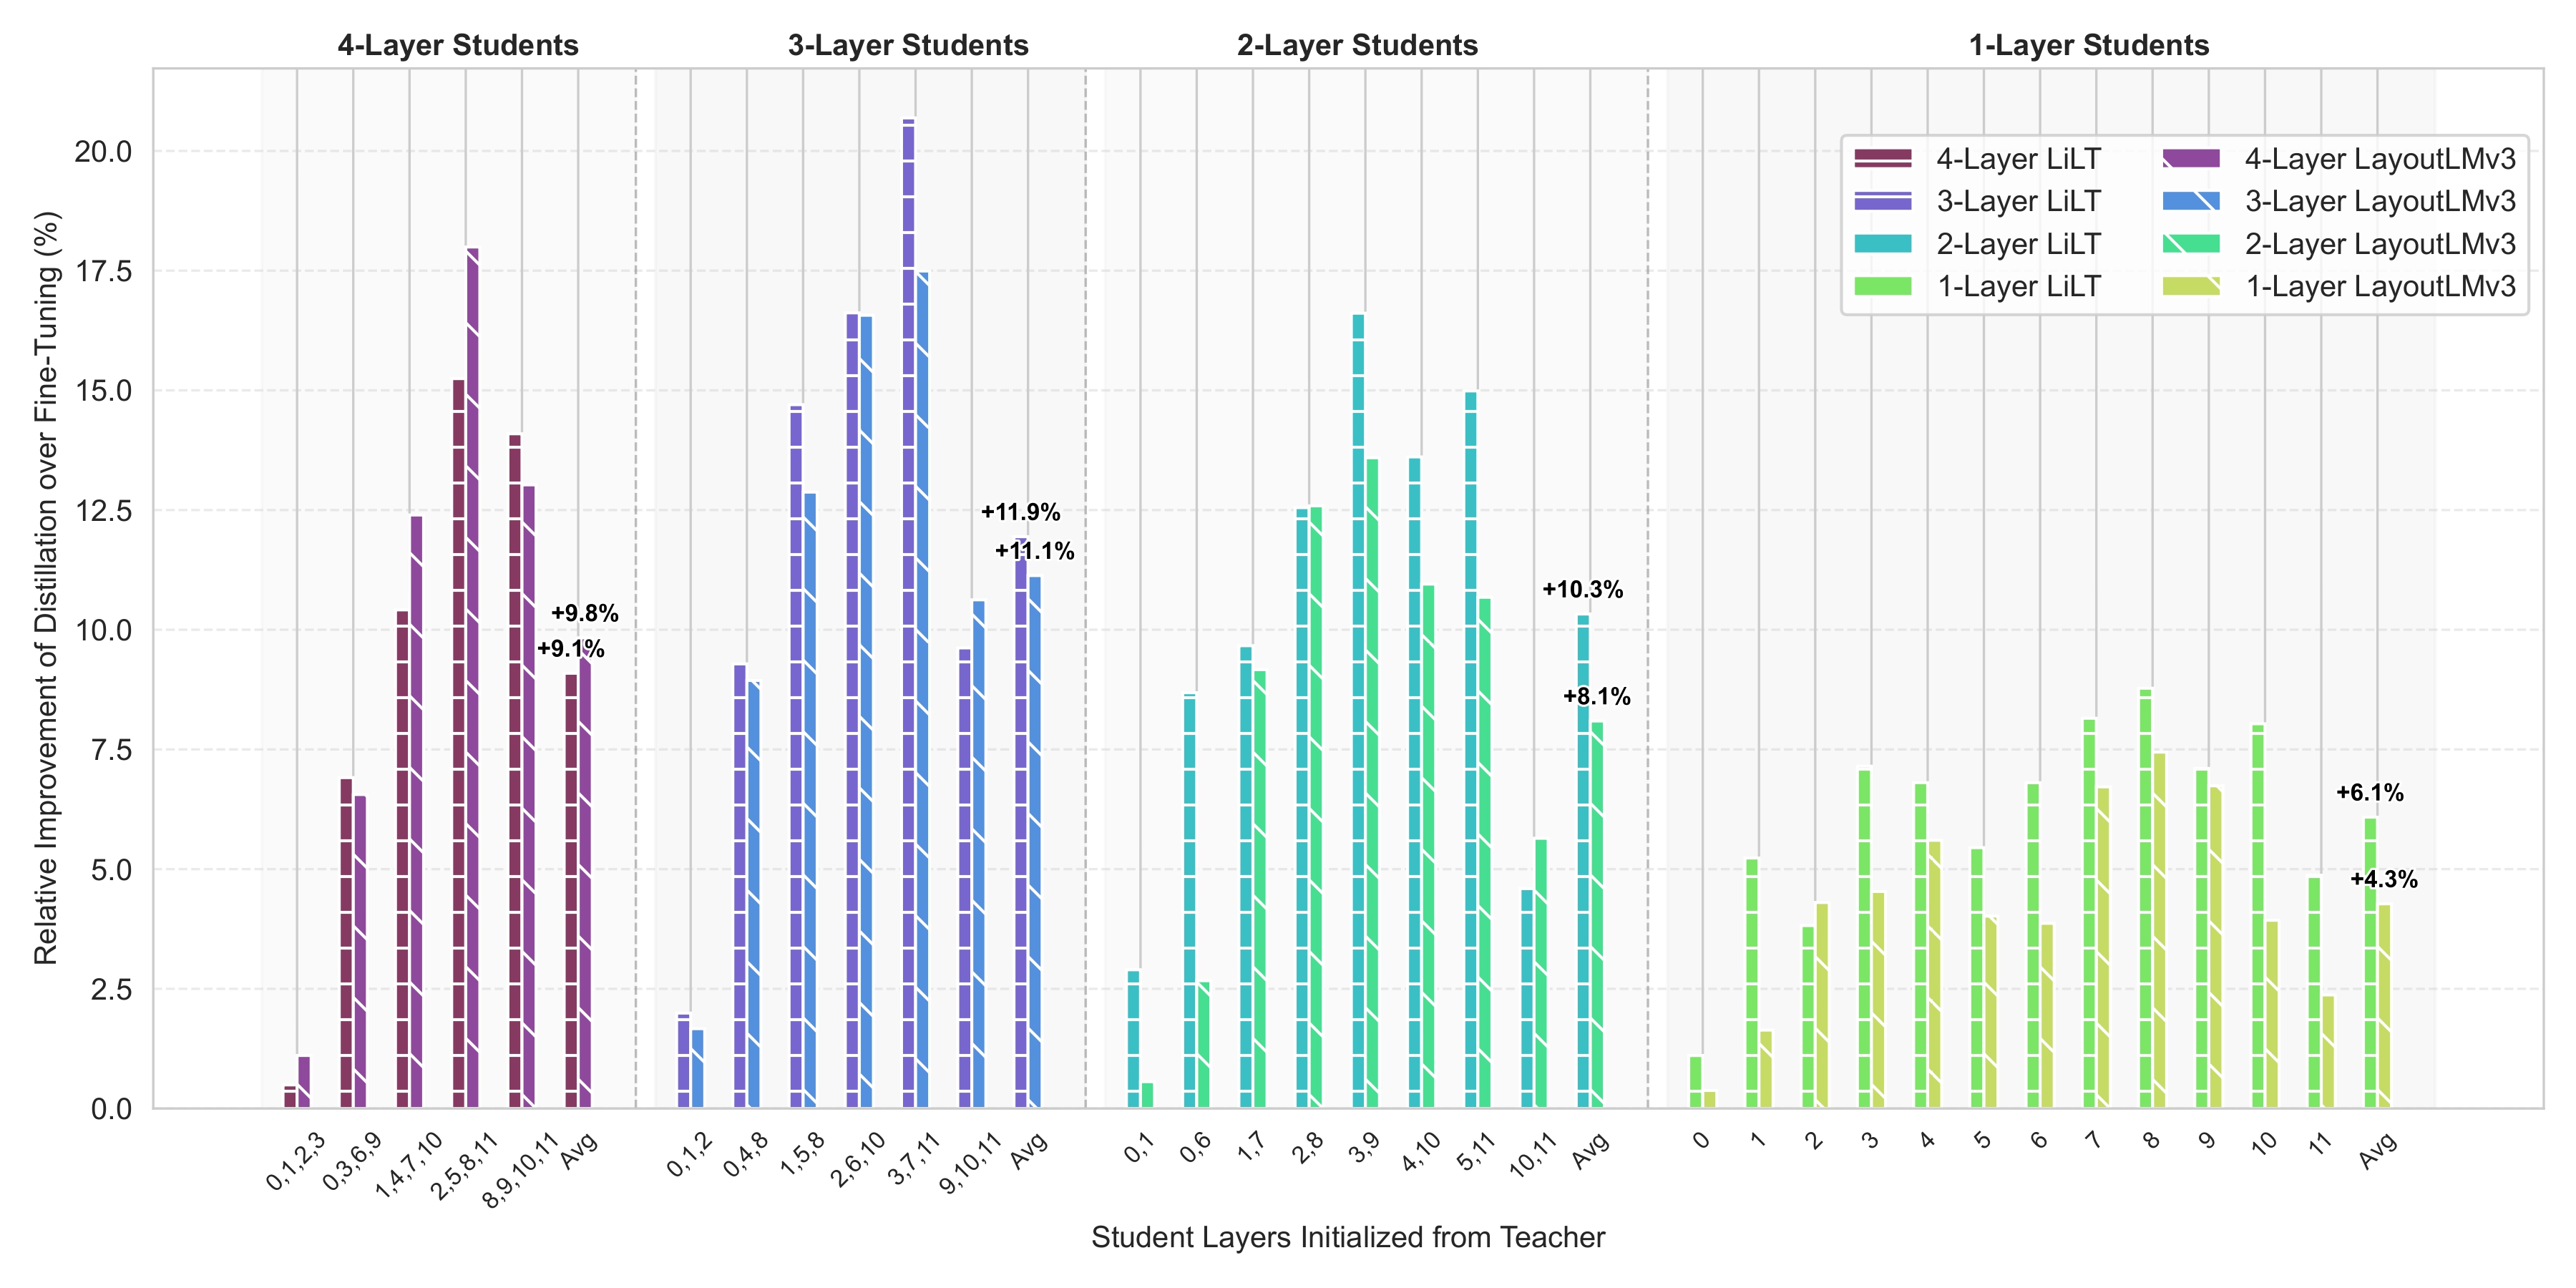 4-Layer Students
3-Layer Students
2-Layer Students
1-Layer Students
Relative Improvement of Distillation over Fine-Tuning (%)
20.0
17.5
15.0
12.5
10.0
7.5
5.0
2.5
0.0
4-Layer LiLT
3-Layer LiLT
2-Layer LiLT
1-Layer LiLT
4-Layer LayoutLMv3
3-Layer LayoutLMv3
2-Layer LayoutLMv3
1-Layer LayoutLMv3
+9.8%
+9.1%
+11.9%
+11.1%
+10.3%
+8.1%
+6.1%
+4.3%
0,1,2,3
0,3,6,9
1,4,7,10
2,5,8,11
8,9,10,11
Avg
0,1,2
0,4,8
1,5,8
2,6,10
3,7,11
9,10,11
Avg
0,1
0,6
1,7
2,8
3,9
4,10
5,11
10,11
Avg
0
1
2
3
4
5
6
7
8
9
10
11
Avg
Student Layers Initialized from Teacher